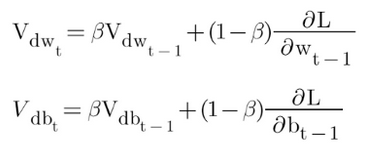 V_{dw_t} = βV_{dw_{t-1}} + (1-β) ∂L/∂w_{t-1}
V_{db_t} = βV_{db_{t-1}} + (1-β) ∂L/∂b_{t-1}